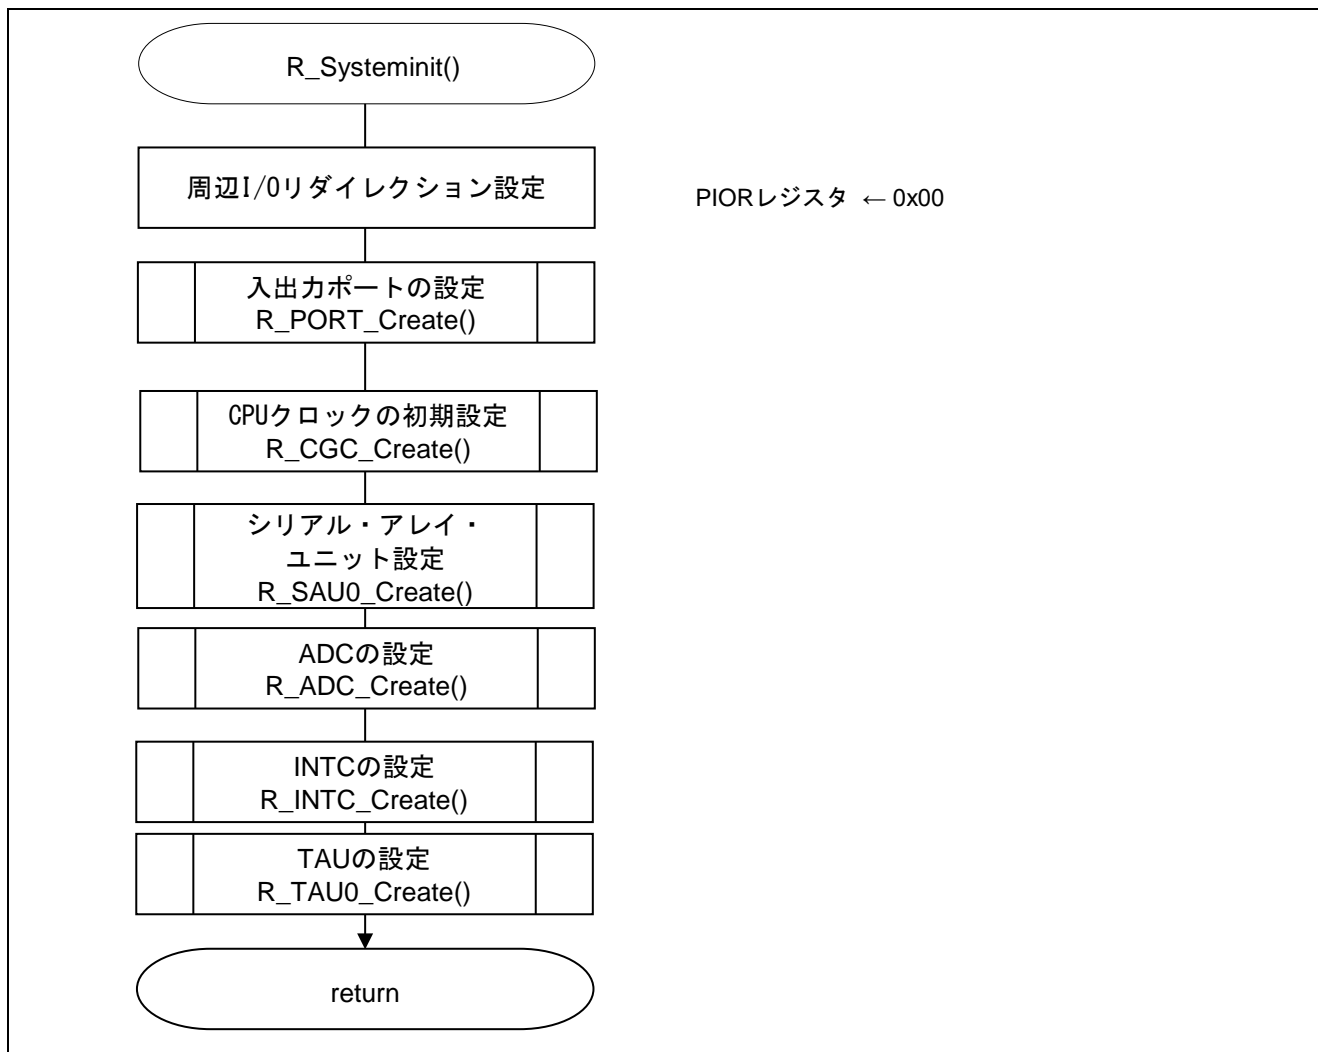 R_Systeminit()
周辺I/Oリダイレクション設定
PIORレジスタ ← 0x00
入出力ポートの設定
R_PORT_Create()
CPUクロックの初期設定
R_CGC_Create()
シリアル・アレイ・
ユニット設定
R_SAU0_Create()
ADCの設定
R_ADC_Create()
INTCの設定
R_INTC_Create()
TAUの設定
R_TAU0_Create()
return